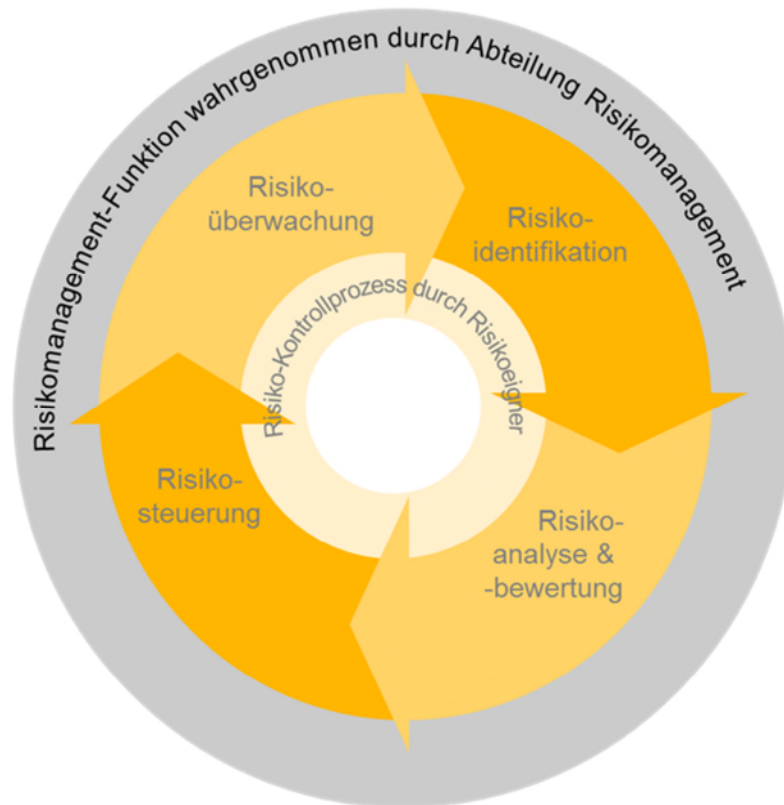 Risikomanagement-Funktion wahrgenommen durch Abteilung Risikomanagement
Risiko-
überwachung
Risiko-
identifikation
Risiko-Kontrollprozess durch Risikoeigner
Risiko-
steuerung
Risiko-
analyse &
-bewertung